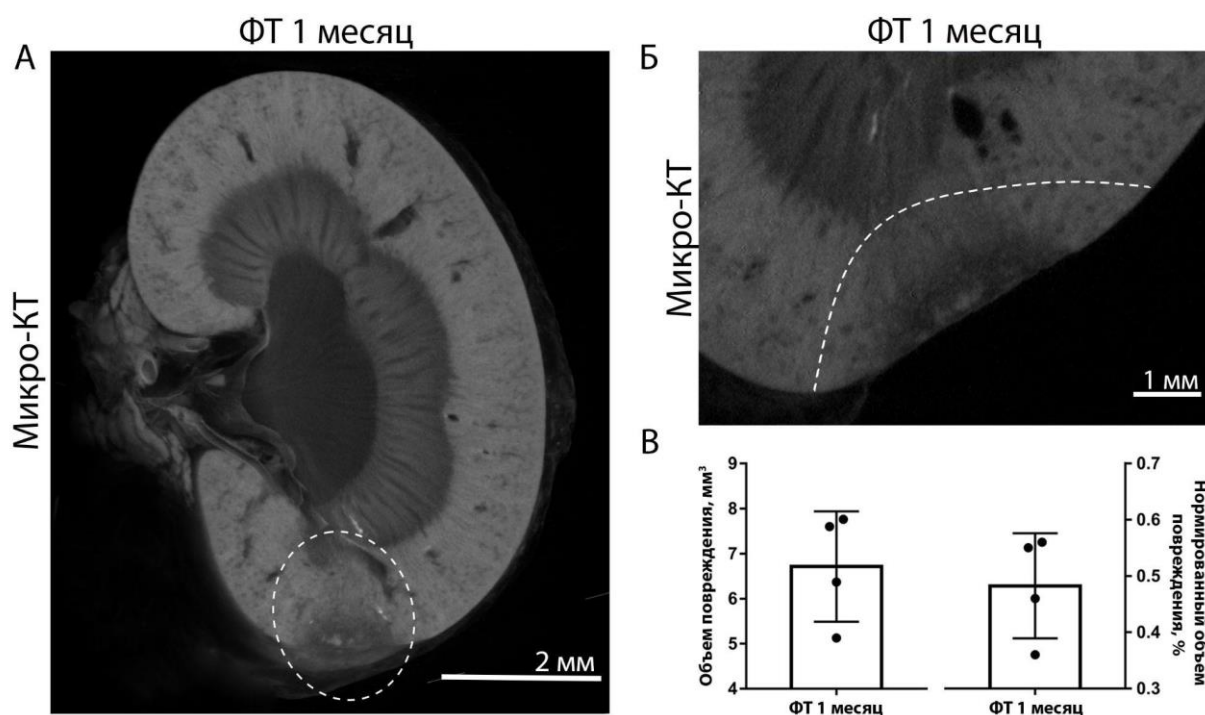 ФТ 1 месяц
А
Микро-КТ
2 мм
ФТ 1 месяц
Б
Микро-КТ
1 мм
В
Объем повреждения, мм³
9
8
7
6
5
4
ФТ 1 месяц
0.7
0.6
0.5
0.4
0.3
Нормированный объем
повреждения, %
ФТ 1 месяц